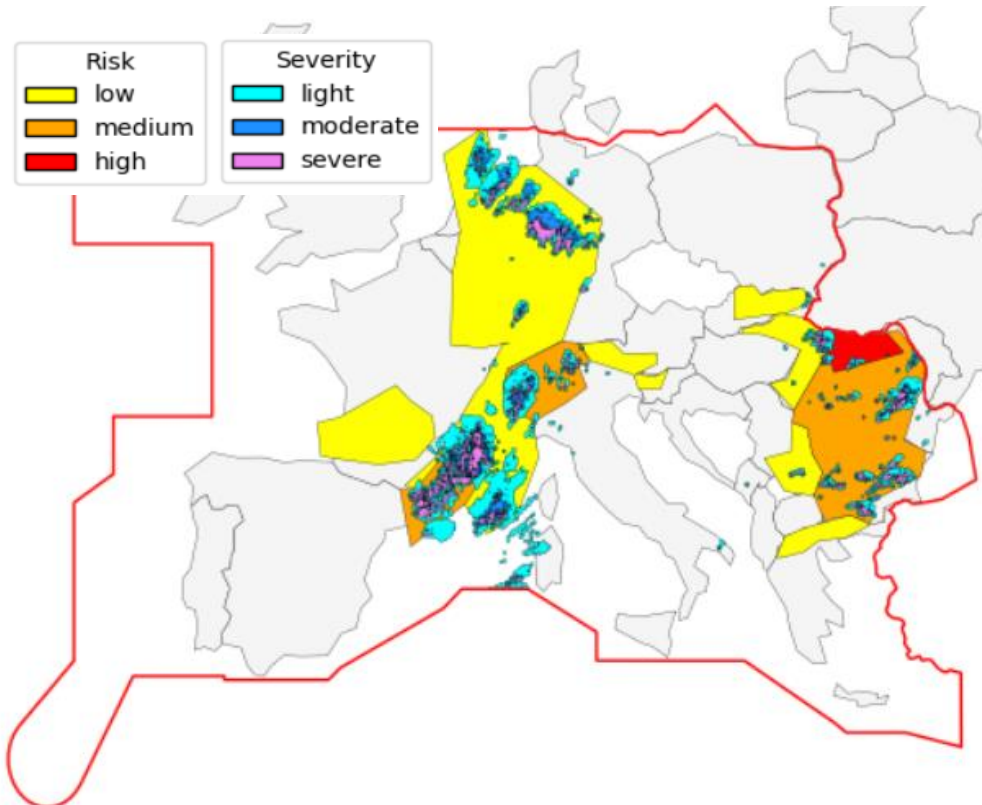 Risk
low
medium
high
Severity
light
moderate
severe